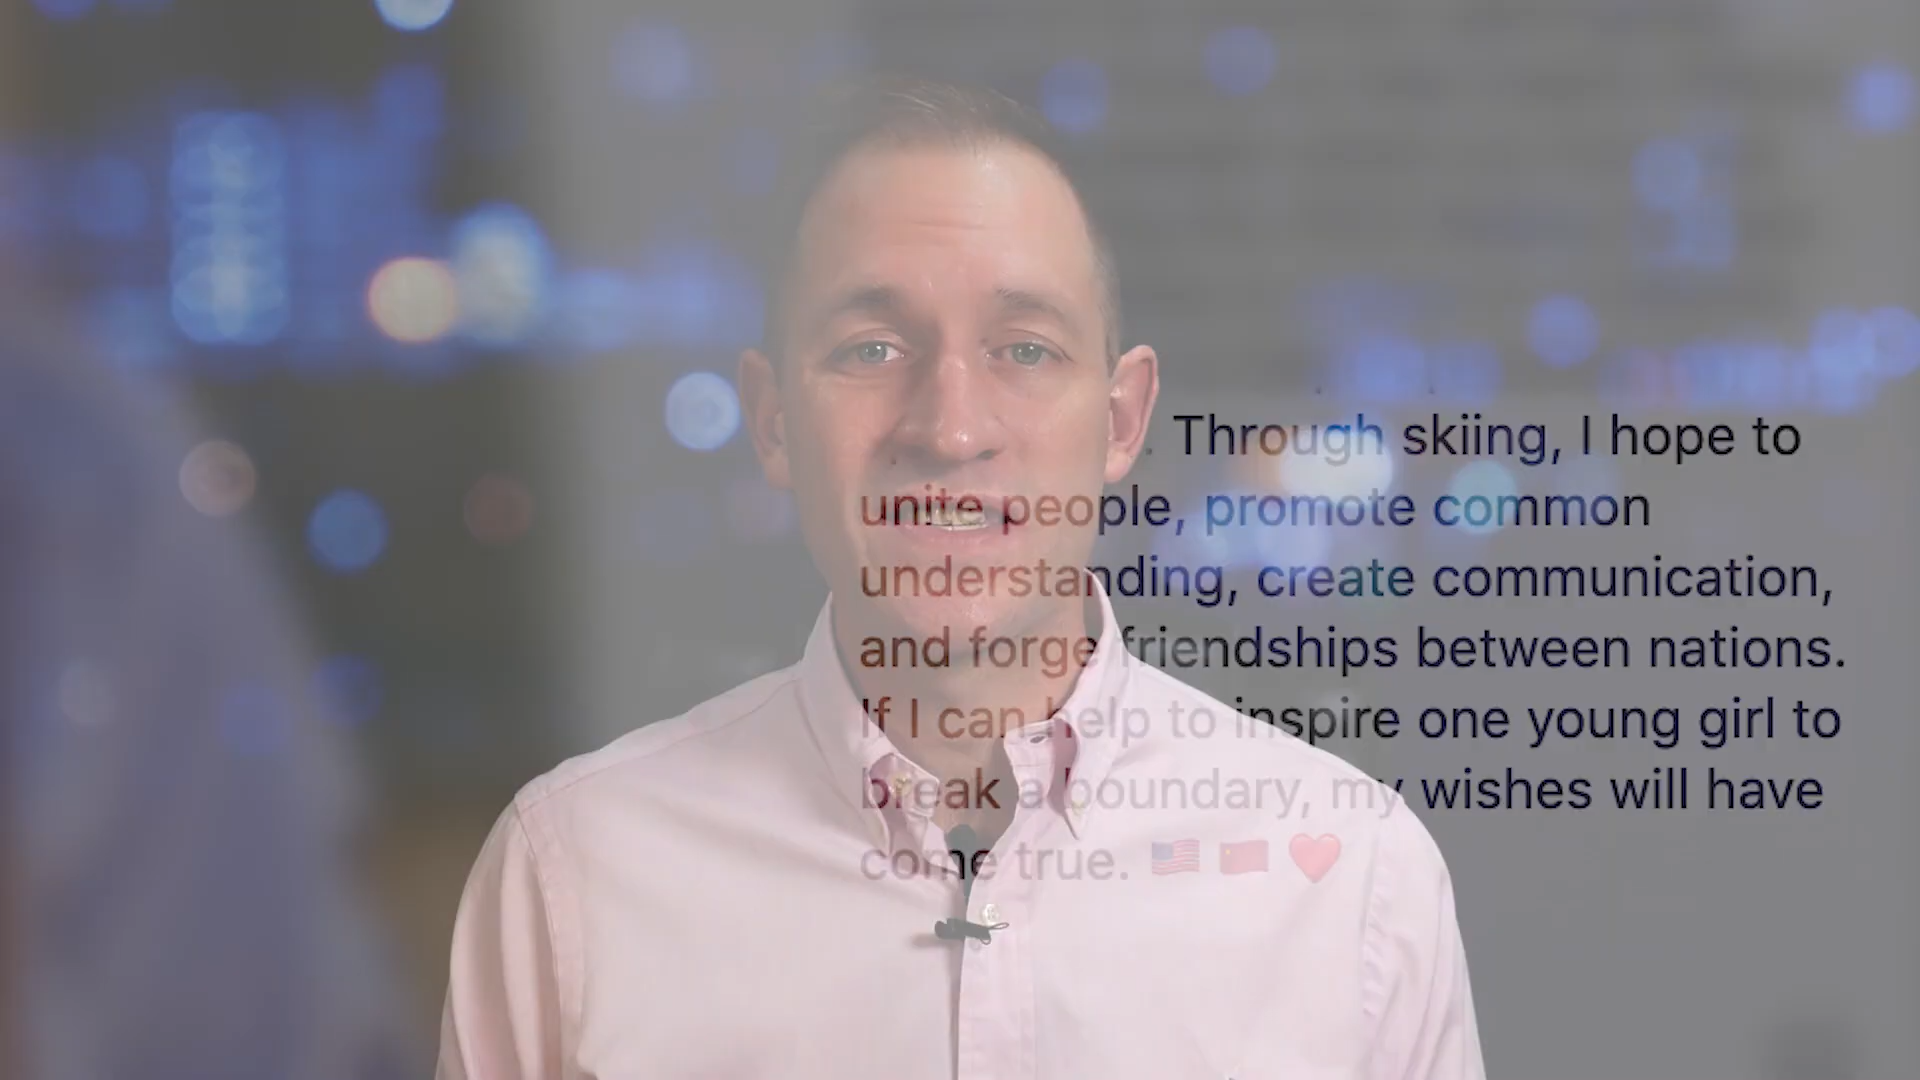 . Through skiing, I hope to
unite people, promote common
understanding, create communication,
and forge friendships between nations.
If I can help to inspire one young girl to
break a boundary, my wishes will have
come true. 🇺🇸 🇨🇳 ❤️